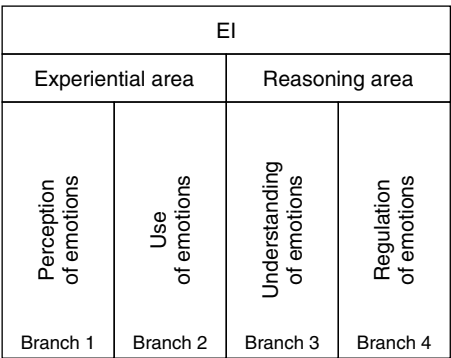 EI
Experiential area
Reasoning area
Perception
of emotions
Use
of emotions
Understanding
of emotions
Regulation
of emotions
Branch 1
Branch 2
Branch 3
Branch 4